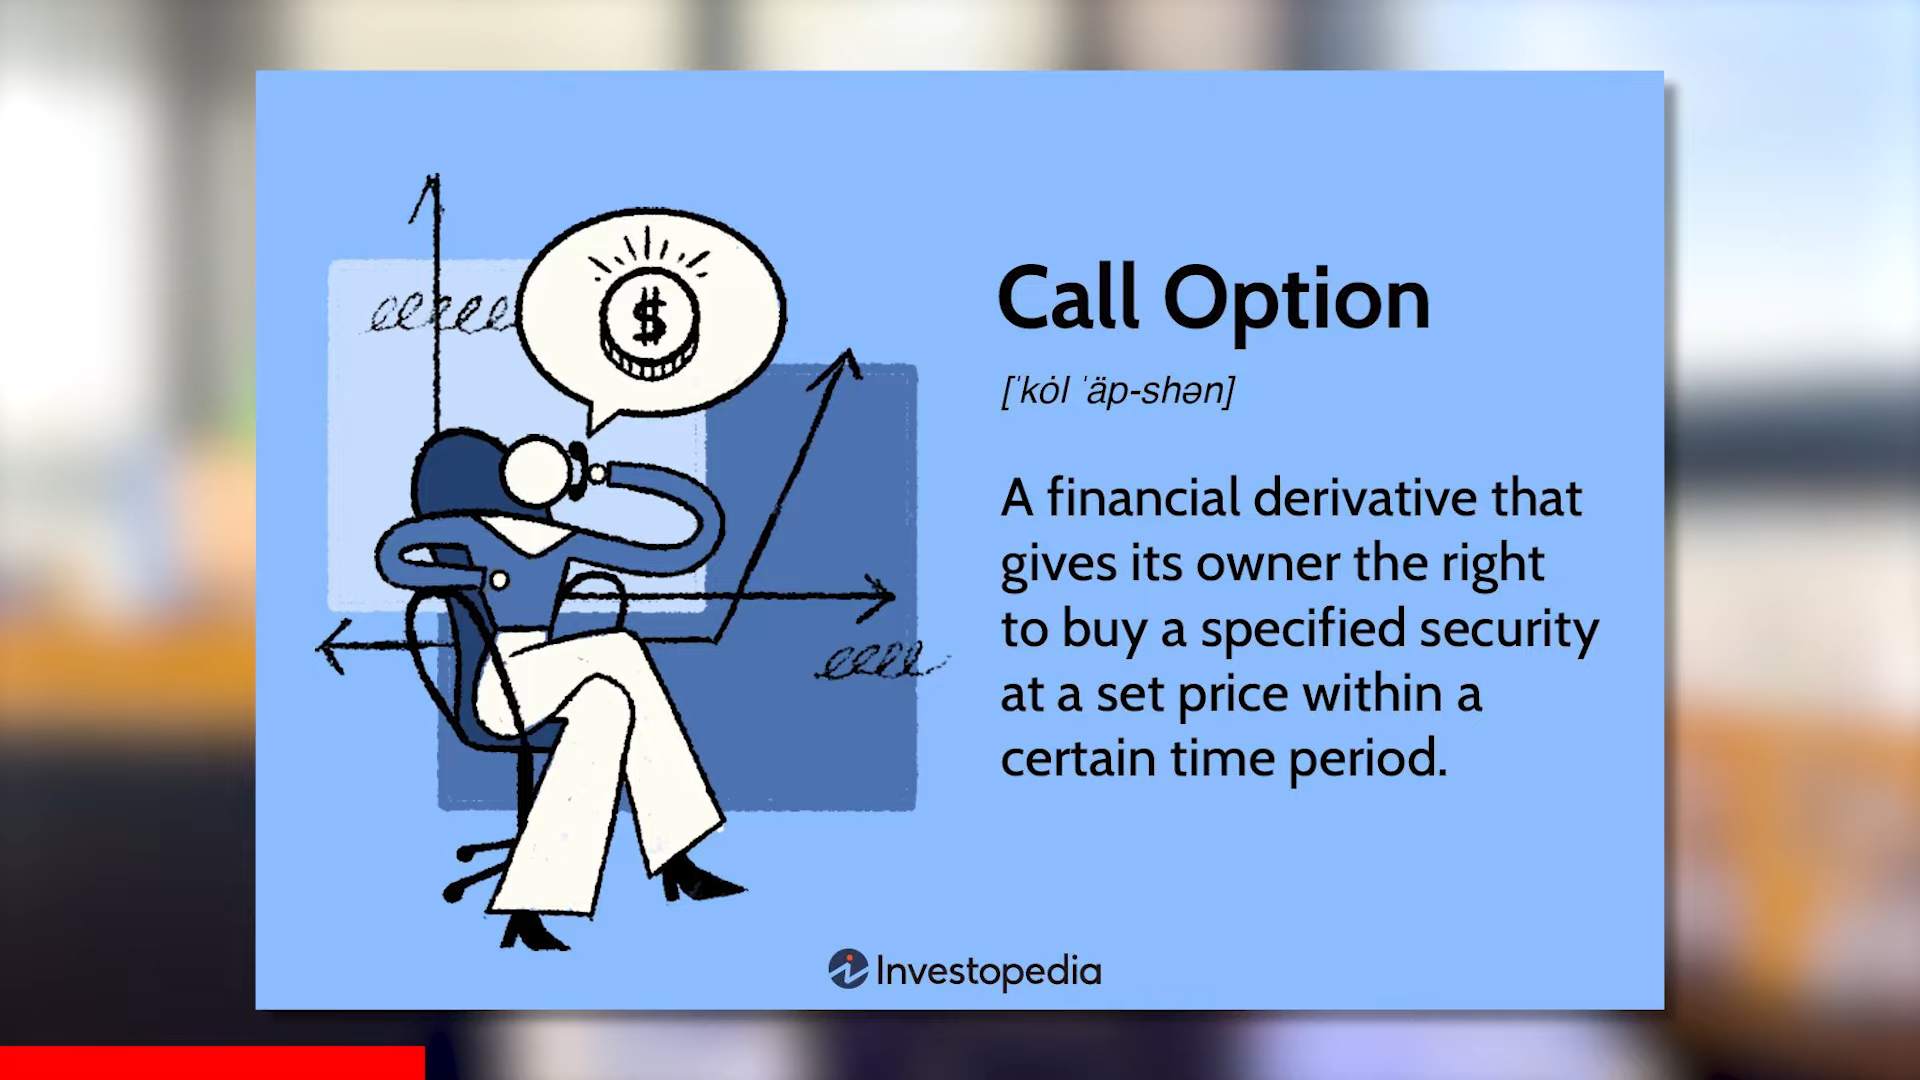 $
Call Option
[ˈkȯl ˈäp-shən]
A financial derivative that
gives its owner the right
to buy a specified security
at a set price within a
certain time period.
Investopedia